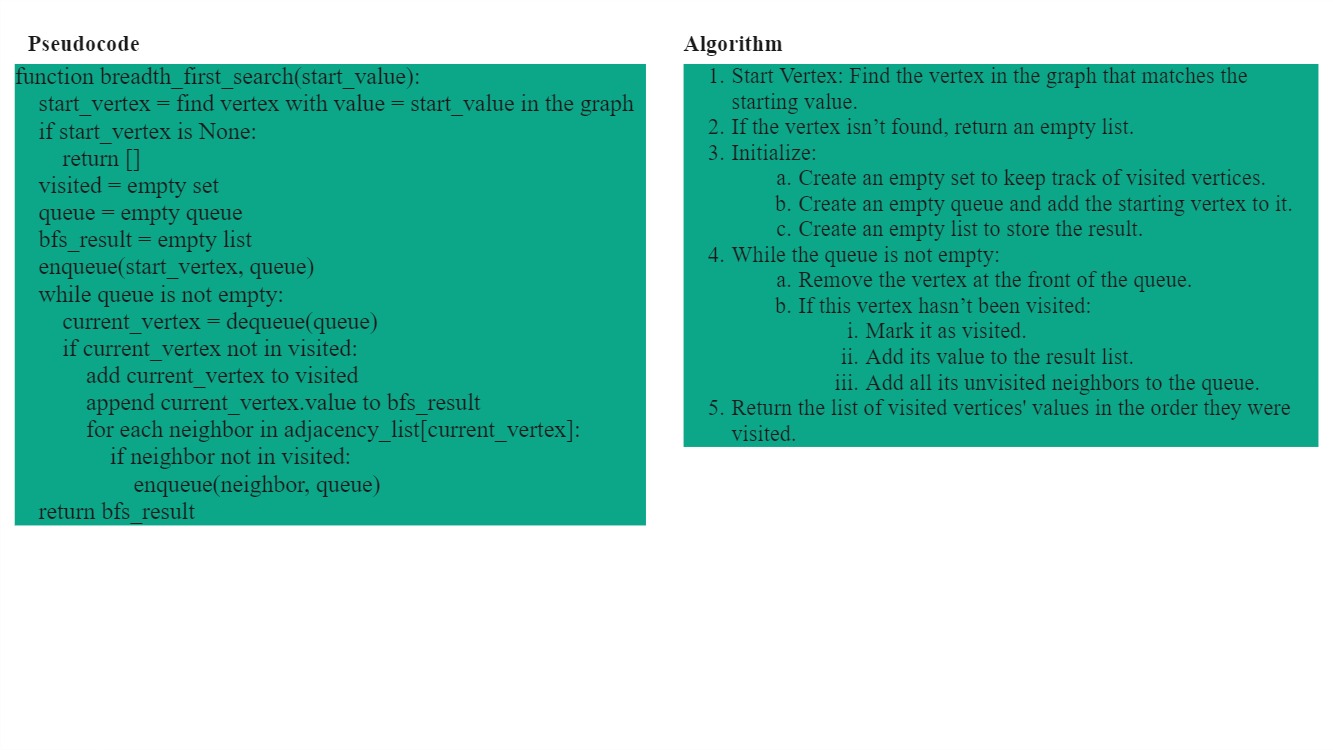 Pseudocode
function breadth_first_search(start_value):
start_vertex = find vertex with value = start_value in the graph
if start_vertex is None:
return []
visited = empty set
queue = empty queue
bfs_result = empty list
enqueue(start_vertex, queue)
while queue is not empty:
current_vertex = dequeue(queue)
if current_vertex not in visited:
add current_vertex to visited
append current_vertex.value to bfs_result
for each neighbor in adjacency_list[current_vertex]:
if neighbor not in visited:
enqueue(neighbor, queue)
return bfs_result
Algorithm
1. Start Vertex: Find the vertex in the graph that matches the
starting value.
2. If the vertex isn’t found, return an empty list.
3. Initialize:
a. Create an empty set to keep track of visited vertices.
b. Create an empty queue and add the starting vertex to it.
c. Create an empty list to store the result.
4. While the queue is not empty:
a. Remove the vertex at the front of the queue.
b. If this vertex hasn’t been visited:
i. Mark it as visited.
ii. Add its value to the result list.
iii. Add all its unvisited neighbors to the queue.
5. Return the list of visited vertices' values in the order they were
visited.